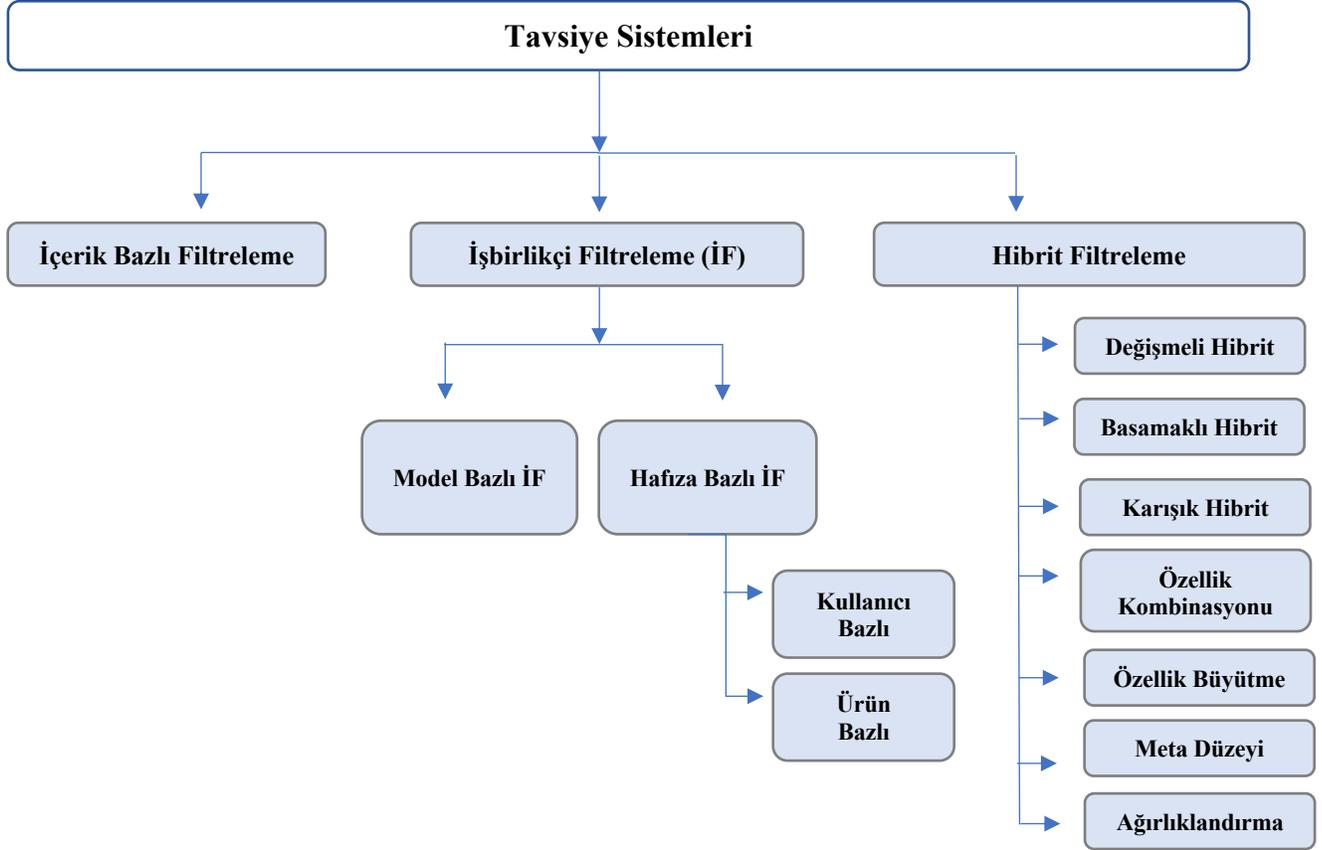 Tavsiye Sistemleri
İçerik Bazlı Filtreleme
İşbirlikçi Filtreleme (İF)
Hibrit Filtreleme
Model Bazlı İF
Hafıza Bazlı İF
Kullanıcı
Bazlı
Ürün
Bazlı
Değişmeli Hibrit
Basamaklı Hibrit
Karışık Hibrit
Özellik
Kombinasyonu
Özellik Büyütme
Meta Düzeyi
Ağırlıklandırma